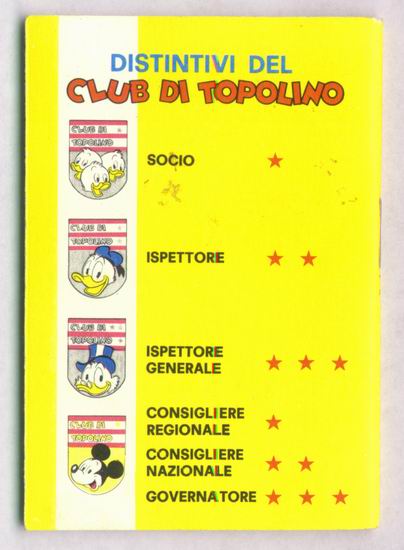 DISTINTIVI DEL
CLUB DI TOPOLINO
CLUB DI
TOPOLINO
SOCIO
CLUB DI
TOPOLINO
ISPETTORE
CLUB DI
TOPOLINO
ISPETTORE
GENERALE
CLUB DI
TOPOLINO
CONSIGLIERE
REGIONALE
CONSIGLIERE
NAZIONALE
GOVERNATORE